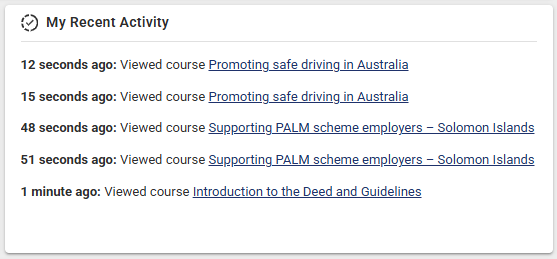 My Recent Activity
12 seconds ago: Viewed course Promoting safe driving in Australia
15 seconds ago: Viewed course Promoting safe driving in Australia
48 seconds ago: Viewed course Supporting PALM scheme employers – Solomon Islands
51 seconds ago: Viewed course Supporting PALM scheme employers – Solomon Islands
1 minute ago: Viewed course Introduction to the Deed and Guidelines